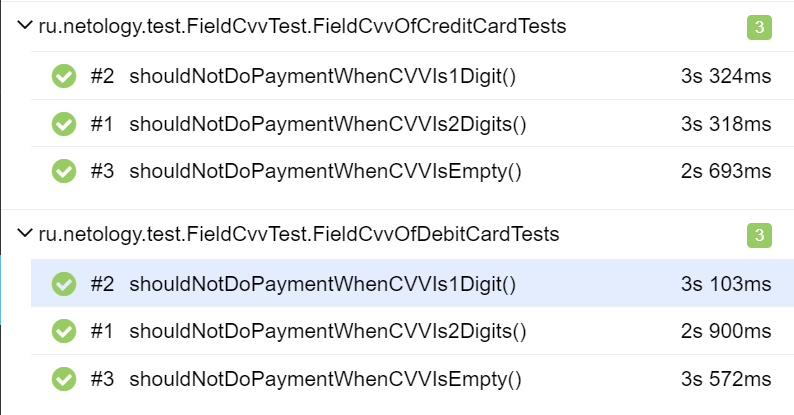 ru.netology.test.FieldCvvTest.FieldCvvOfCreditCardTests 3
#2 shouldNotDoPaymentWhenCVVIs1Digit() 3s 324ms
#1 shouldNotDoPaymentWhenCVVIs2Digits() 3s 318ms
#3 shouldNotDoPaymentWhenCVVIsEmpty() 2s 693ms
ru.netology.test.FieldCvvTest.FieldCvvOfDebitCardTests 3
#2 shouldNotDoPaymentWhenCVVIs1Digit() 3s 103ms
#1 shouldNotDoPaymentWhenCVVIs2Digits() 2s 900ms
#3 shouldNotDoPaymentWhenCVVIsEmpty() 3s 572ms